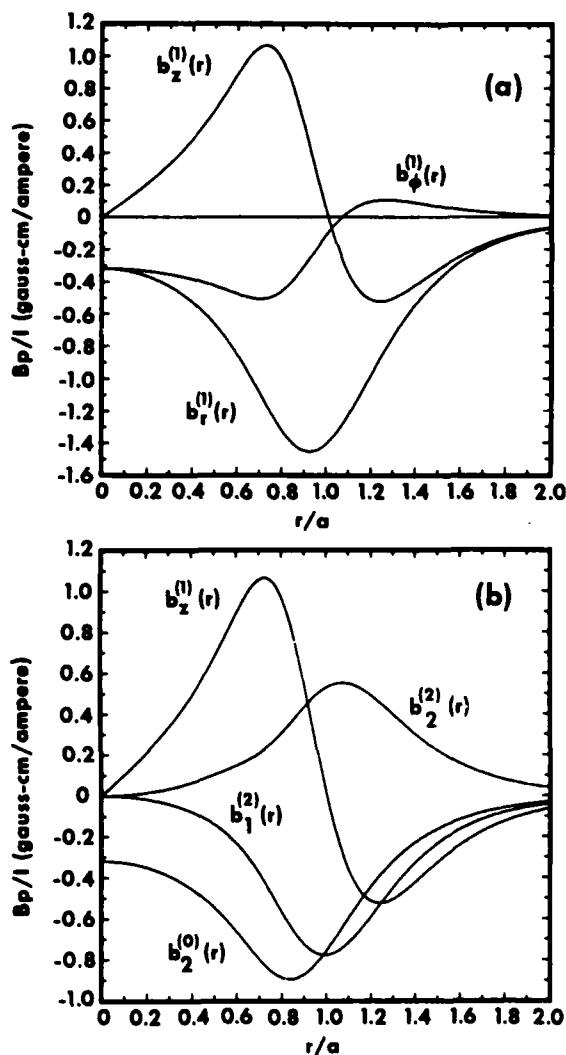 1.2
1.0
0.8
0.6
0.4
0.2
0
-0.2
-0.4
-0.6
-0.8
-1.0
-1.2
-1.4
-1.6
Bp/I (gauss-cm/ampere)
b_z^(1)(r)
(a)
b_ϕ^(1)(r)
b_r^(1)(r)
0 0.2 0.4 0.6 0.8 1.0 1.2 1.4 1.6 1.8 2.0
r/a
1.2
1.0
0.8
0.6
0.4
0.2
0
-0.2
-0.4
-0.6
-0.8
-1.0
Bp/I (gauss-cm/ampere)
b_z^(1)(r)
(b)
b_2^(2)(r)
b_1^(2)(r)
b_2^(0)(r)
0 0.2 0.4 0.6 0.8 1.0 1.2 1.4 1.6 1.8 2.0
r/a